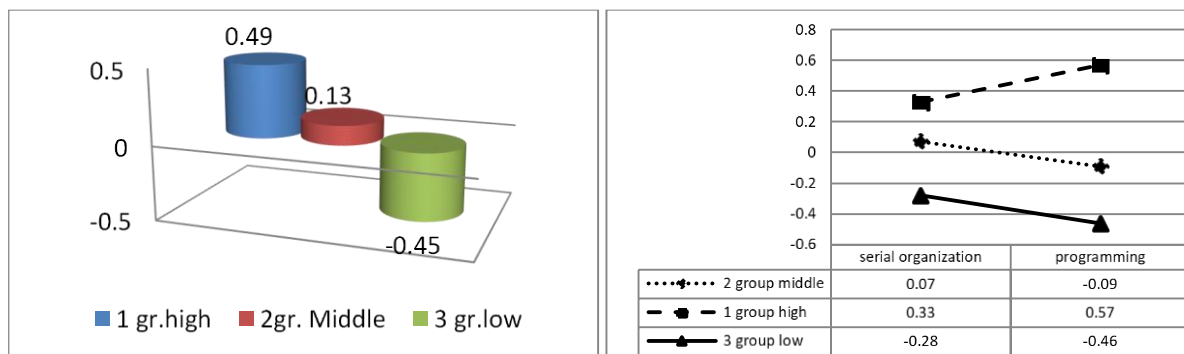 0.49
0.5
0.13
0
-0.5
-0.45
1 gr.high 2gr. Middle 3 gr.low
0.8
0.6
0.4
0.2
0
-0.2
-0.4
-0.6
serial organization programming
2 group middle 0.07 -0.09
1 group high 0.33 0.57
3 group low -0.28 -0.46